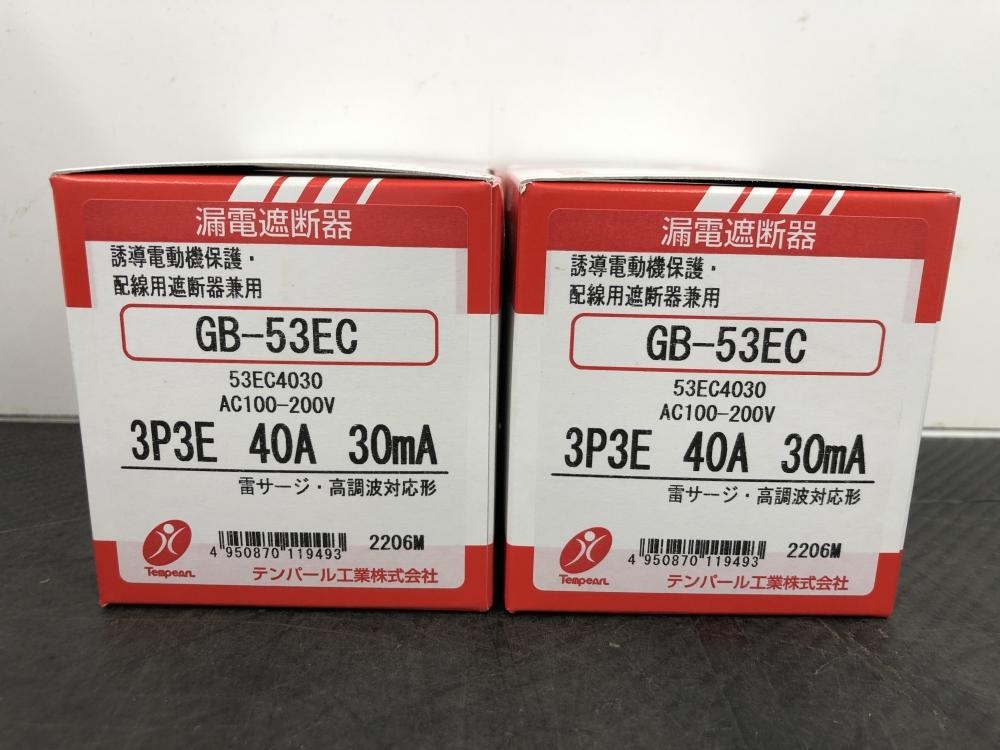 漏電遮断器
誘導電動機保護・
配線用遮断器兼用
GB-53EC
53EC4030
AC100-200V
3P3E 40A 30mA
雷サージ・高調波対応形
4 950870 119493
2206M
Tempearl
テンパール工業株式会社
漏電遮断器
誘導電動機保護・
配線用遮断器兼用
GB-53EC
53EC4030
AC100-200V
3P3E 40A 30mA
雷サージ・高調波対応形
4 950870 119493
2206M
Tempearl
テンパール工業株式会社